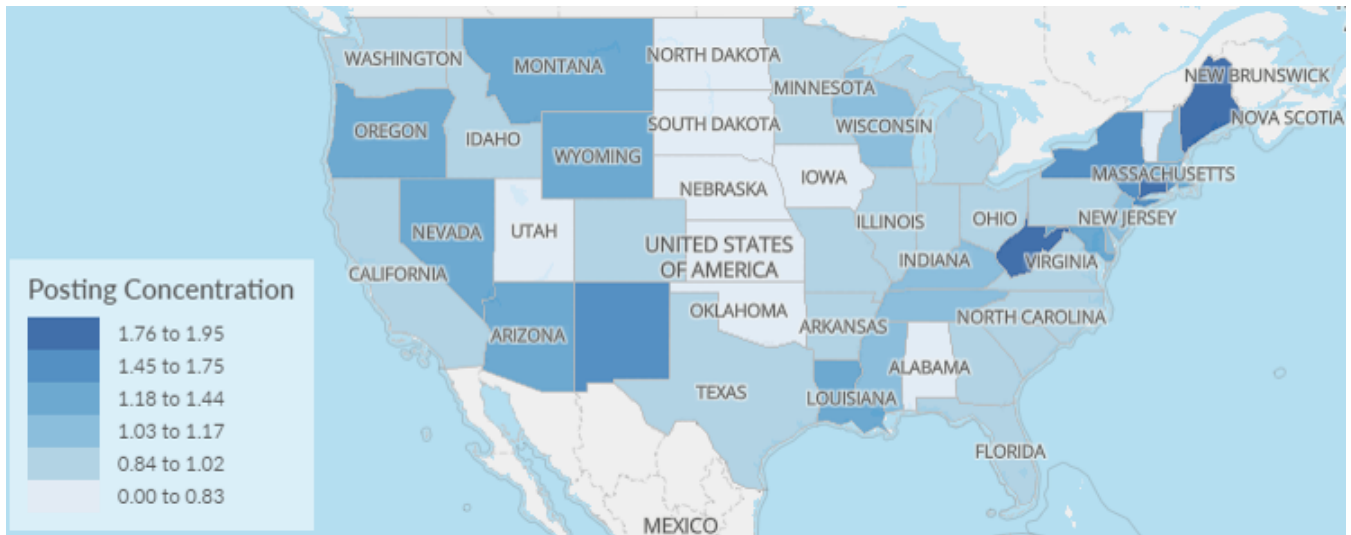 NEW BRUNSWICK
NOVA SCOTIA
WASHINGTON
MONTANA
NORTH DAKOTA
MINNESOTA
OREGON
IDAHO
SOUTH DAKOTA
WISCONSIN
WYOMING
IOWA
MASSACHUSETTS
NEBRASKA
NEVADA
UTAH
ILLINOIS
OHIO
NEW JERSEY
UNITED STATES
OF AMERICA
INDIANA
VIRGINIA
CALIFORNIA
ARIZONA
OKLAHOMA
ARKANSAS
NORTH CAROLINA
ALABAMA
TEXAS
LOUISIANA
FLORIDA
MEXICO
Posting Concentration
1.76 to 1.95
1.45 to 1.75
1.18 to 1.44
1.03 to 1.17
0.84 to 1.02
0.00 to 0.83